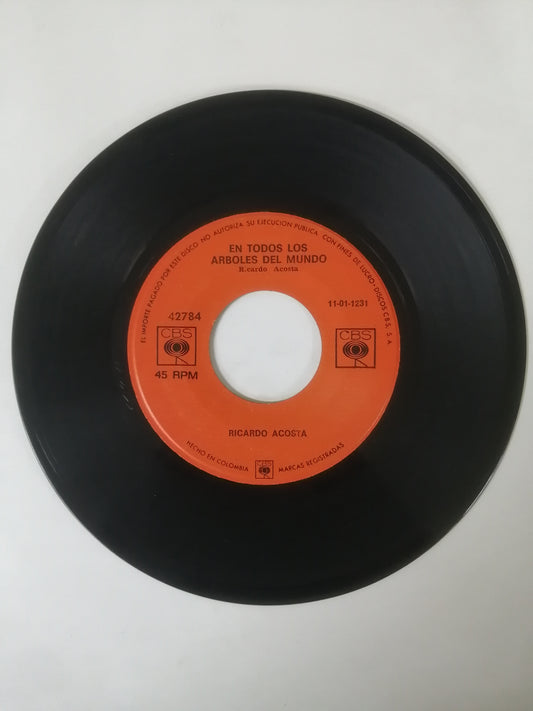 EL IMPORTE PAGADO POR ESTE DISCO NO AUTORIZA SU EJECUCION PUBLICA CON FINES DE LUCRO · DISCOS C.B.S. S A
EN TODOS LOS
ARBOLES DEL MUNDO
R.cardo Acosta
42784
11-01-1231
CBS
CBS
45 RPM
RICARDO ACOSTA
HECHO EN COLOMBIA
CBS
MARCAS REGISTRADAS